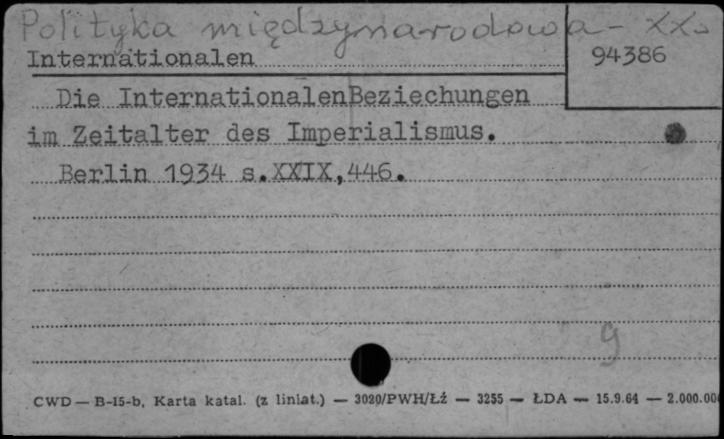 Polityka międzynarodowa - XX
94386
Internationalen
Die InternationalenBeziechungen
im Zeitalter des Imperialismus.
Berlin 1934 s.XXIX,446.
9
CWD — B-15-b, Karta katal. (z liniat.) — 3020/PWH/Łź — 3255 — ŁDA — 15.9.64 — 2.000.00